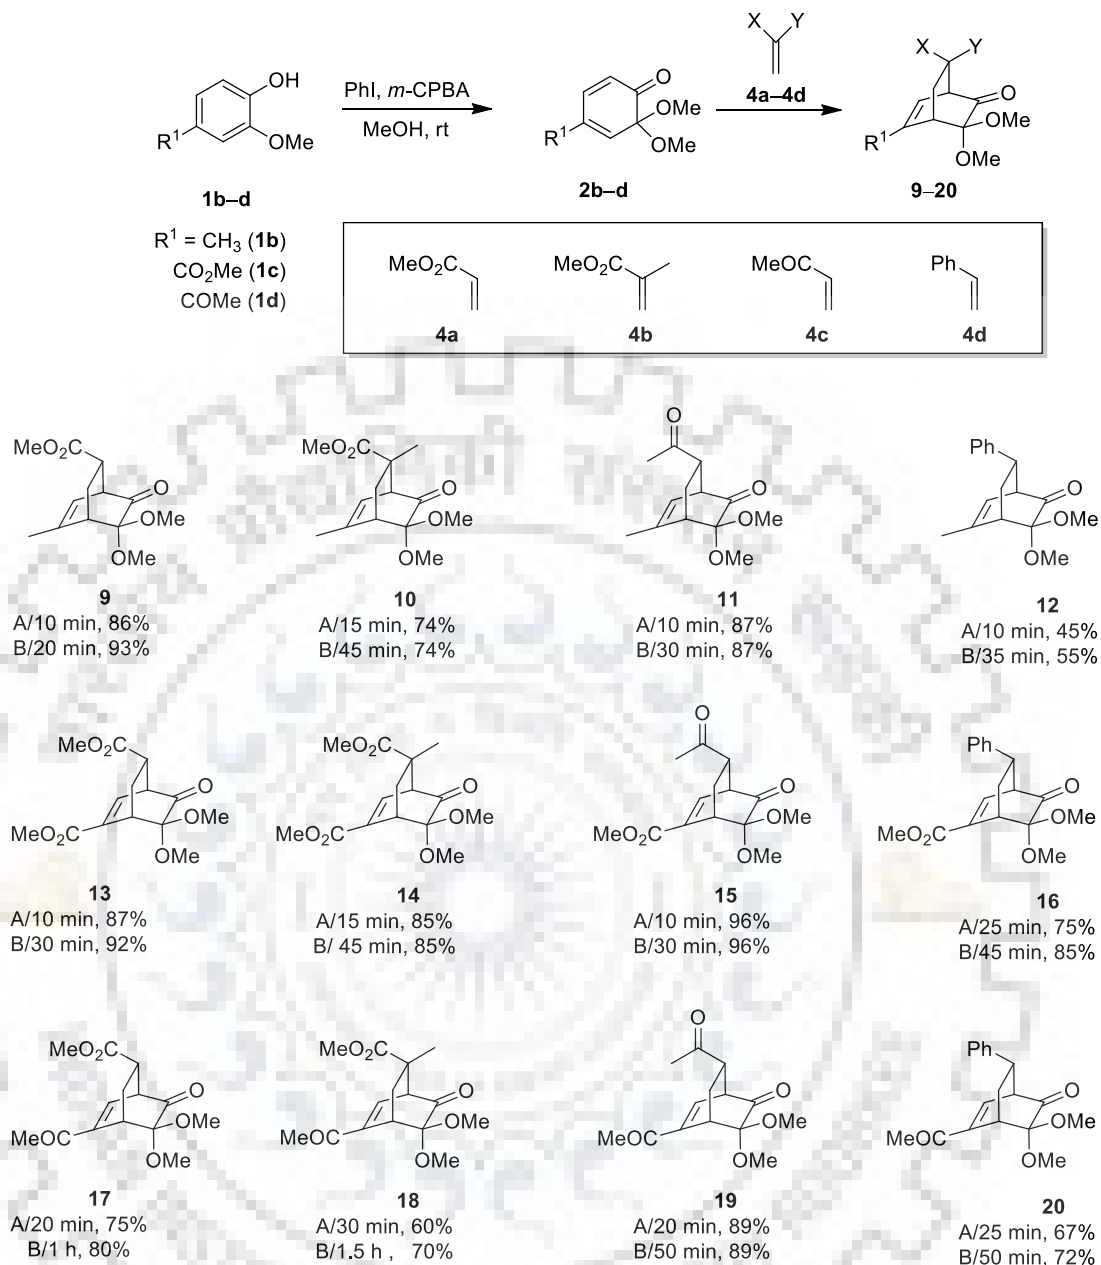 X Y
OH
R¹ OMe
PhI, m-CPBA
MeOH, rt
O
OMe
OMe
R¹
4a–4d
X Y
O
OMe
OMe
R¹
1b–d
2b–d
9–20
R¹ = CH₃ (1b)
CO₂Me (1c)
COMe (1d)
MeO₂C MeO₂C MeOC Ph
4a 4b 4c 4d
MeO₂C O OMe OMe
MeO₂C O OMe OMe
O O OMe OMe
Ph O OMe OMe
9 10 11 12
A/10 min, 86% A/15 min, 74% A/10 min, 87% A/10 min, 45%
B/20 min, 93% B/45 min, 74% B/30 min, 87% B/35 min, 55%
MeO₂C O MeO₂C OMe OMe
MeO₂C O MeO₂C OMe OMe
O O MeO₂C OMe OMe
Ph O MeO₂C OMe OMe
13 14 15 16
A/10 min, 87% A/15 min, 85% A/10 min, 96% A/25 min, 75%
B/30 min, 92% B/ 45 min, 85% B/30 min, 96% B/45 min, 85%
MeO₂C O MeOC OMe OMe
MeO₂C O MeOC OMe OMe
O O MeOC OMe OMe
Ph O MeOC OMe OMe
17 18 19 20
A/20 min, 75% A/30 min, 60% A/20 min, 89% A/25 min, 67%
B/1 h, 80% B/1.5 h , 70% B/50 min, 89% B/50 min, 72%